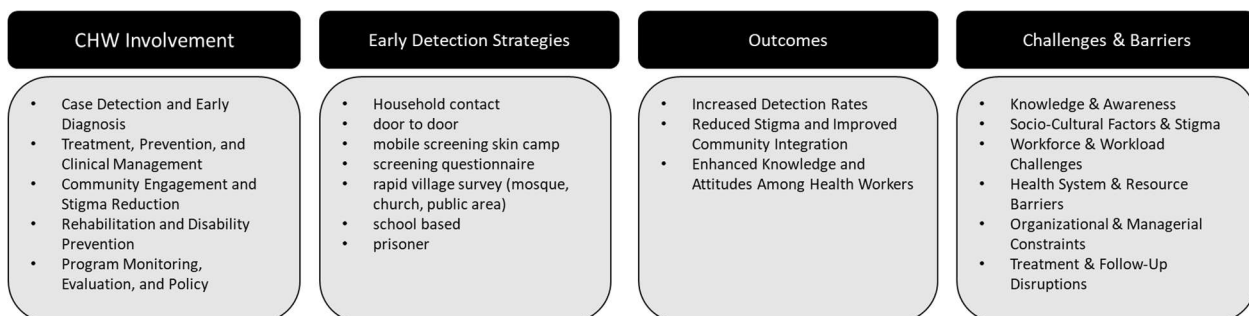 CHW Involvement
• Case Detection and Early
Diagnosis
• Treatment, Prevention, and
Clinical Management
• Community Engagement and
Stigma Reduction
• Rehabilitation and Disability
Prevention
• Program Monitoring,
Evaluation, and Policy
Early Detection Strategies
• Household contact
• door to door
• mobile screening skin camp
• screening questionnaire
• rapid village survey (mosque,
church, public area)
• school based
• prisoner
Outcomes
• Increased Detection Rates
• Reduced Stigma and Improved
Community Integration
• Enhanced Knowledge and
Attitudes Among Health Workers
Challenges & Barriers
• Knowledge & Awareness
• Socio-Cultural Factors & Stigma
• Workforce & Workload
Challenges
• Health System & Resource
Barriers
• Organizational & Managerial
Constraints
• Treatment & Follow-Up
Disruptions